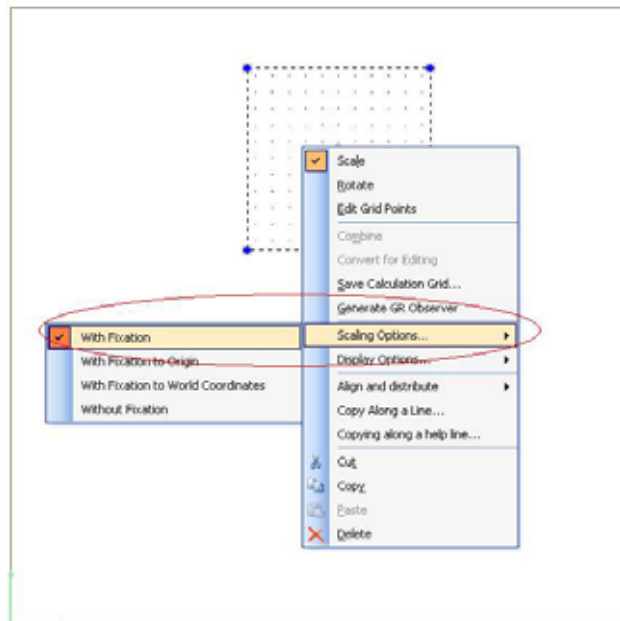 Scale
Rotate
Edit Grid Points
Combine
Convert for Editing
Save Calculation Grid...
Generate GR Observer
Scaling Options...
Display Options...
Align and distribute
Copy Along a Line...
Copying along a help line...
Cut
Copy
Paste
Delete
With Fixation
With Fixation to Origin
With Fixation to World Coordinates
Without Fixation